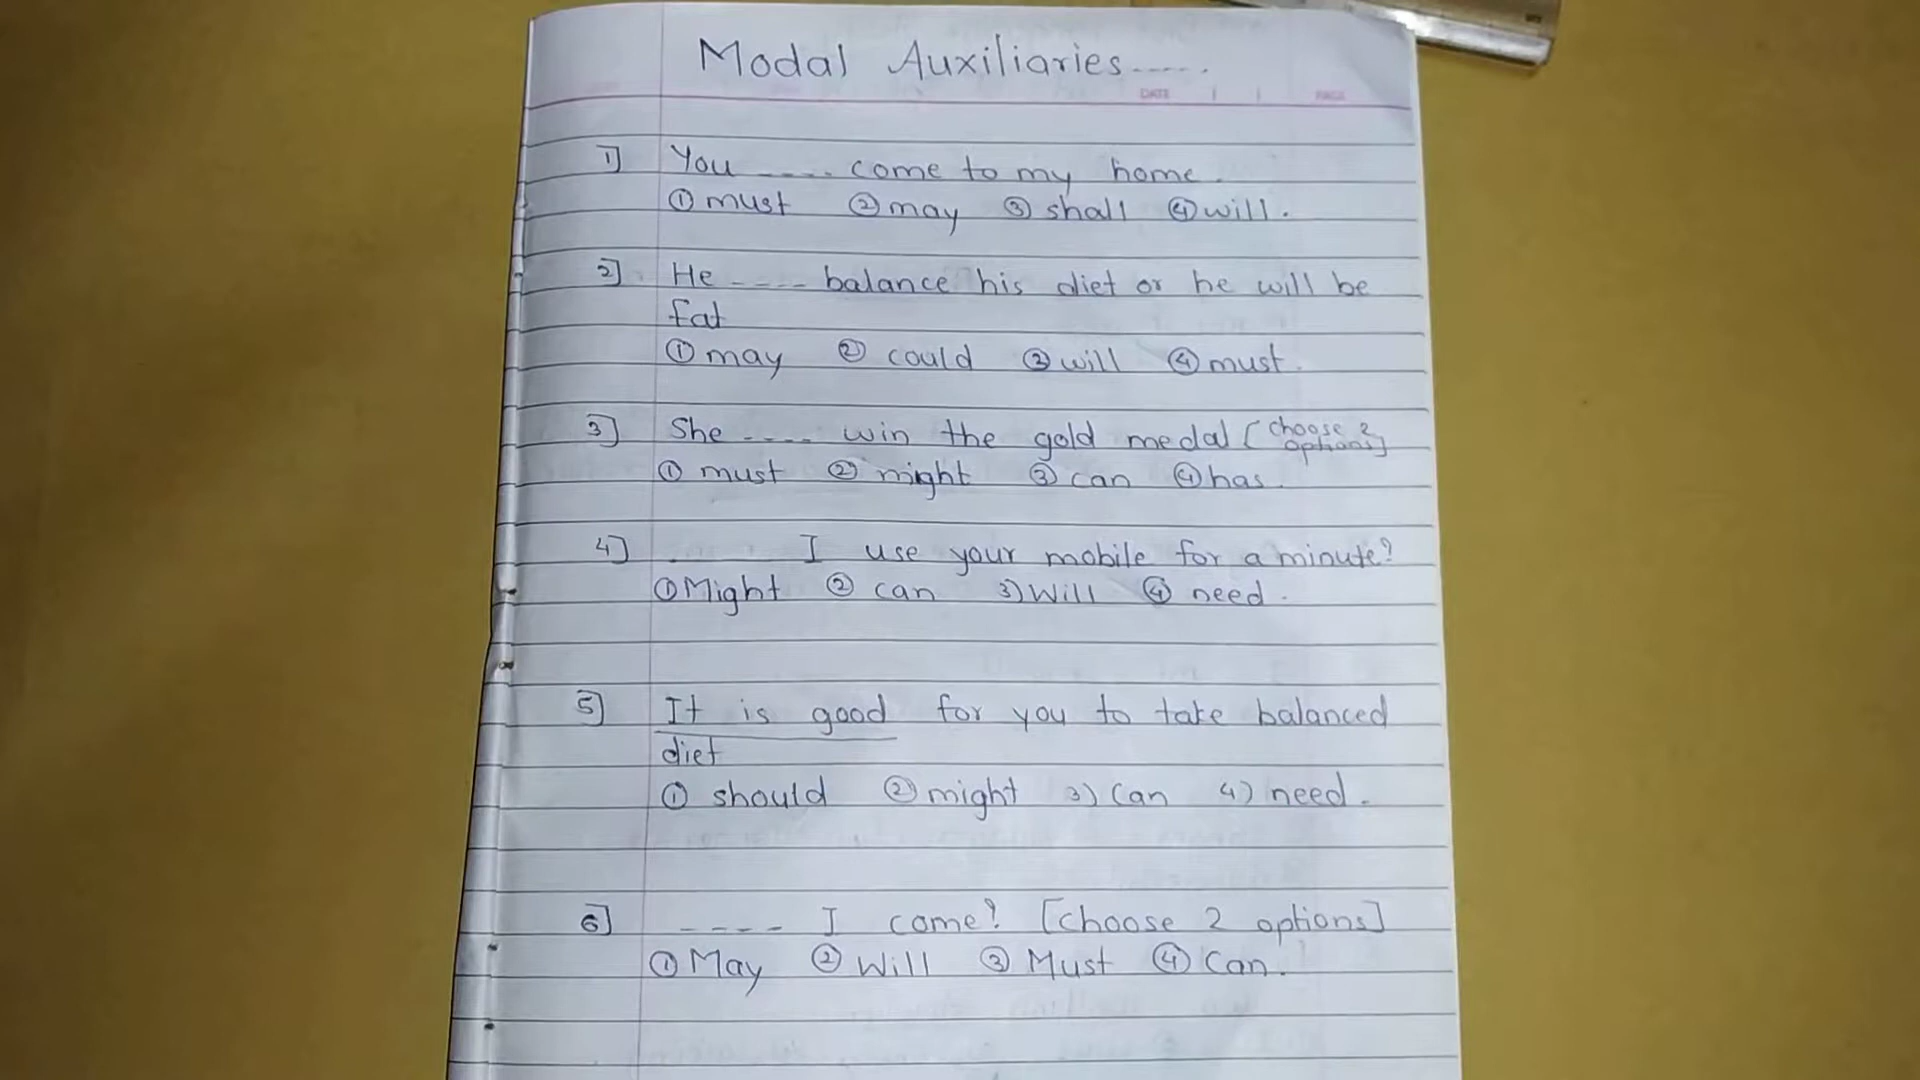 Modal Auxiliaries.....
DATE | | PAGE
1] You .... come to my home.
① must ② may ③ shall ④ will.
2] He .... balance his diet or he will be
fat
① may ② could ③ will ④ must.
3] She .... win the gold medal [choose 2 options]
① must ② might ③ can ④ has.
4] .... I use your mobile for a minute?
① Might ② can 3) Will ④ need.
5] It is good for you to take balanced
diet
① should ② might 3) Can 4) need.
6] .... I come? [choose 2 options]
① May ② Will ③ Must ④ Can.